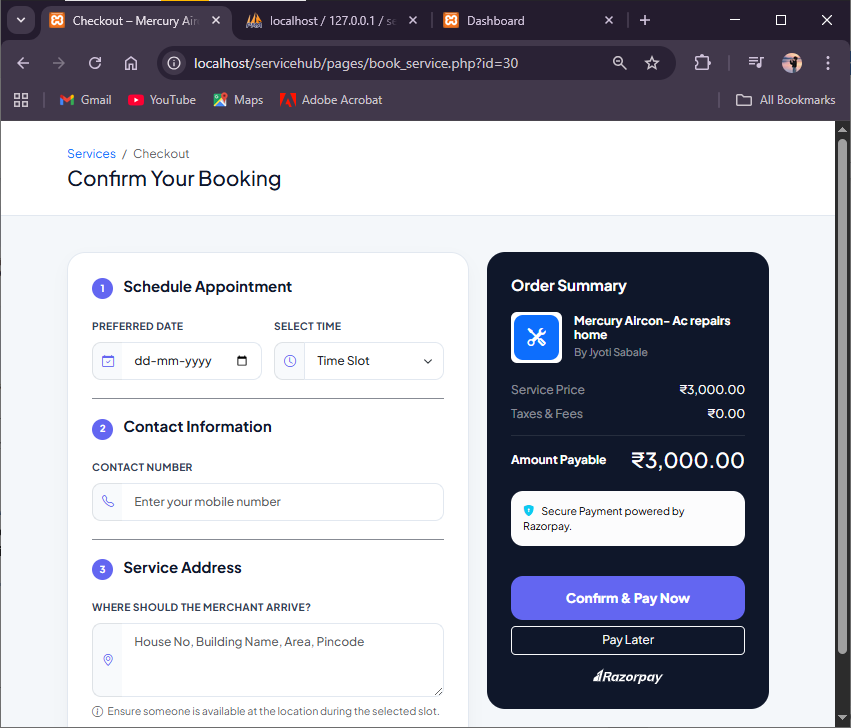 Checkout – Mercury Air
localhost / 127.0.0.1 / se
Dashboard
localhost/servicehub/pages/book_service.php?id=30
Gmail
YouTube
Maps
Adobe Acrobat
All Bookmarks
Services / Checkout
Confirm Your Booking
1 Schedule Appointment
PREFERRED DATE
SELECT TIME
dd-mm-yyyy
Time Slot
2 Contact Information
CONTACT NUMBER
Enter your mobile number
3 Service Address
WHERE SHOULD THE MERCHANT ARRIVE?
House No, Building Name, Area, Pincode
Ensure someone is available at the location during the selected slot.
Order Summary
Mercury Aircon- Ac repairs
home
By Jyoti Sabale
Service Price ₹3,000.00
Taxes & Fees ₹0.00
Amount Payable ₹3,000.00
Secure Payment powered by
Razorpay.
Confirm & Pay Now
Pay Later
Razorpay